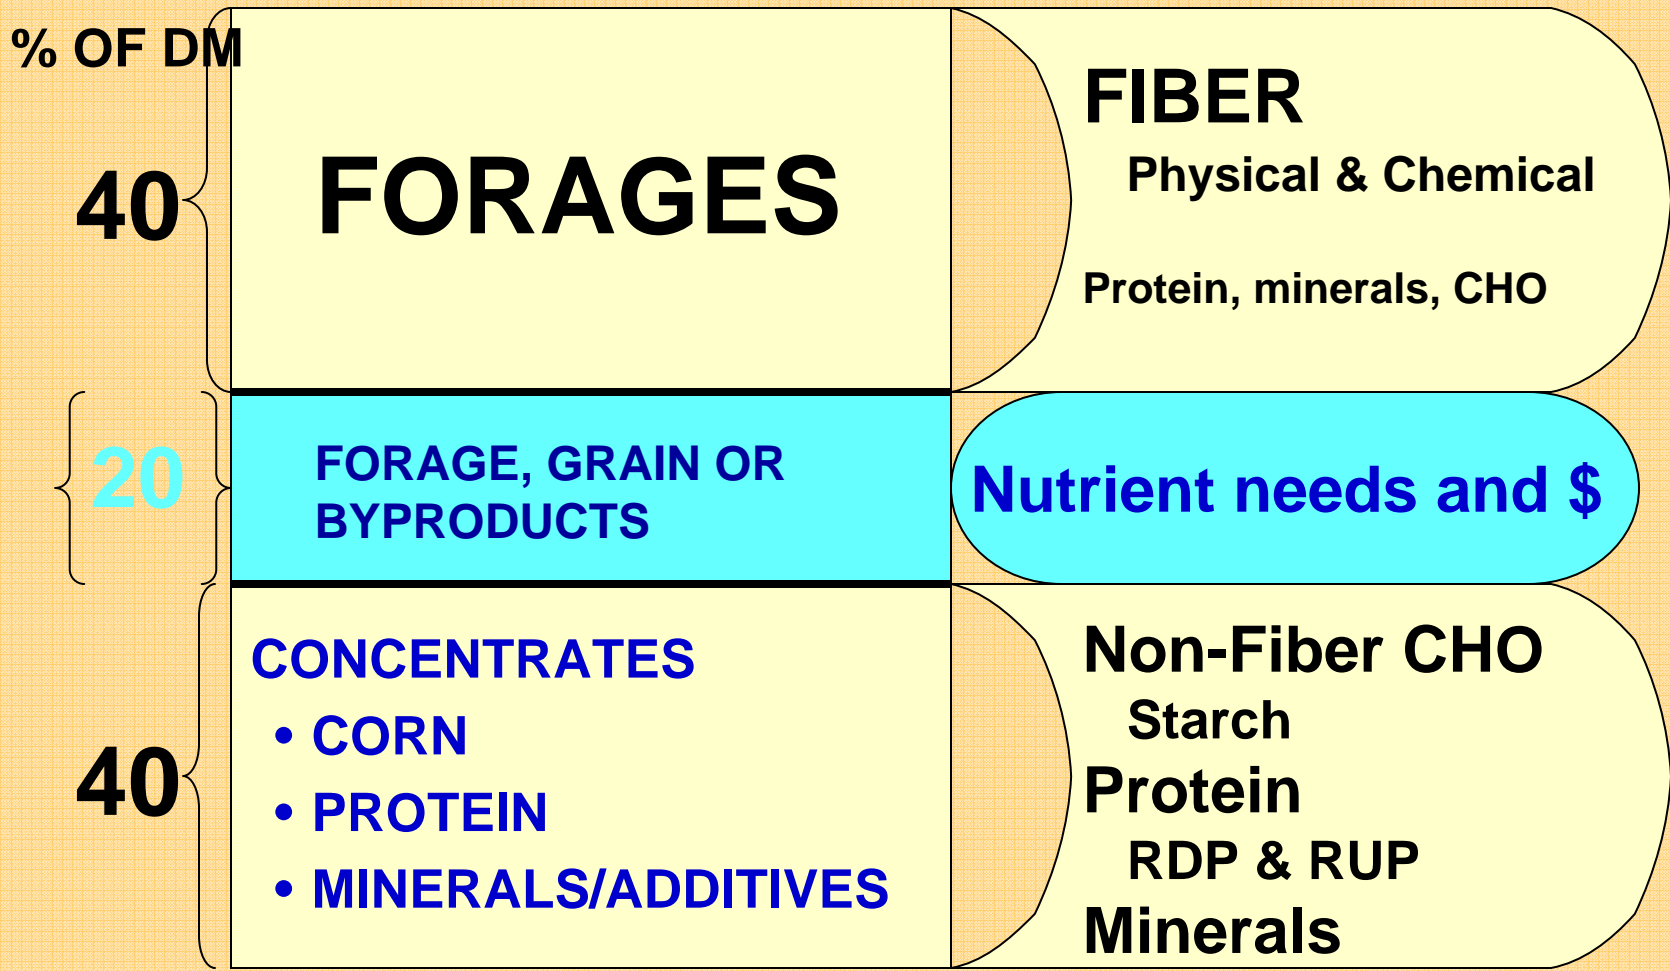 % OF DM
40
FORAGES
FIBER
Physical & Chemical
Protein, minerals, CHO
20
FORAGE, GRAIN OR
BYPRODUCTS
Nutrient needs and $
40
CONCENTRATES
• CORN
• PROTEIN
• MINERALS/ADDITIVES
Non-Fiber CHO
Starch
Protein
RDP & RUP
Minerals